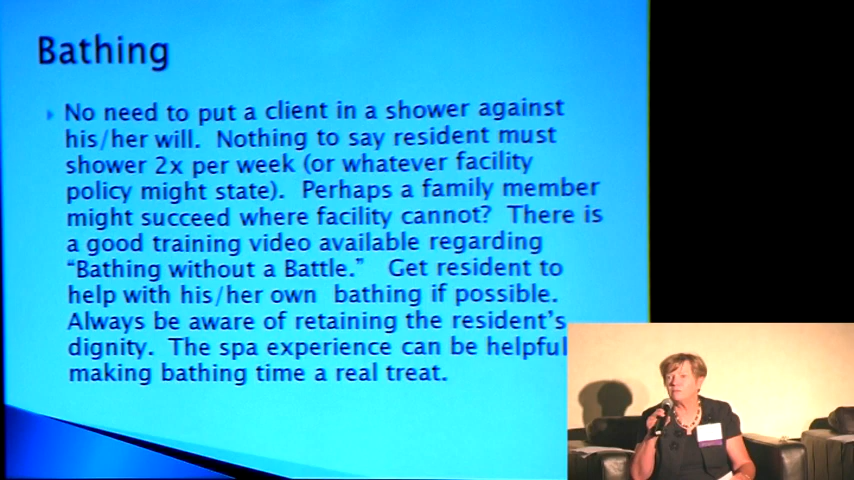 Bathing
No need to put a client in a shower against
his/her will.  Nothing to say resident must
shower 2x per week (or whatever facility
policy might state).  Perhaps a family member
might succeed where facility cannot?  There is
a good training video available regarding
“Bathing without a Battle.”   Get resident to
help with his/her own  bathing if possible.
Always be aware of retaining the resident’s
dignity.  The spa experience can be helpful
making bathing time a real treat.